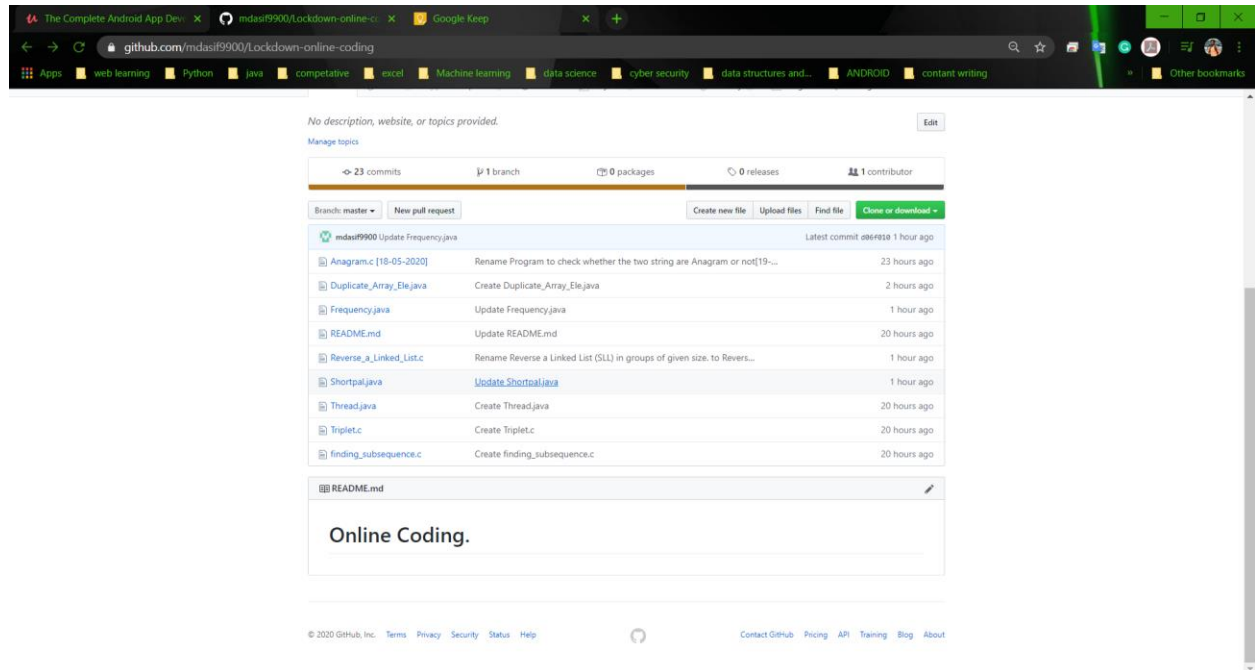 The Complete Android App Deve
mdasif9900/Lockdown-online-co
Google Keep
github.com/mdasif9900/Lockdown-online-coding
Apps web learning Python java competative excel Machine learning data science cyber security data structures and... ANDROID contant writing » Other bookmarks
No description, website, or topics provided.
Edit
Manage topics
23 commits 1 branch 0 packages 0 releases 1 contributor
Branch: master New pull request Create new file Upload files Find file Clone or download
mdasif9900 Update Frequency.java Latest commit 1 hour ago
Anagram.c [18-05-2020] Rename Program to check whether the two string are Anagram or not[19-... 23 hours ago
Duplicate_Array_Ele.java Create Duplicate_Array_Ele.java 2 hours ago
Frequency.java Update Frequency.java 1 hour ago
README.md Update README.md 20 hours ago
Reverse_a_Linked_List.c Rename Reverse a Linked List (SLL) in groups of given size. to Revers... 1 hour ago
Shortpal.java Update Shortpal.java 1 hour ago
Thread.java Create Thread.java 20 hours ago
Triplet.c Create Triplet.c 20 hours ago
finding_subsequence.c Create finding_subsequence.c 20 hours ago
README.md
Online Coding.
© 2020 GitHub, Inc. Terms Privacy Security Status Help Contact GitHub Pricing API Training Blog About